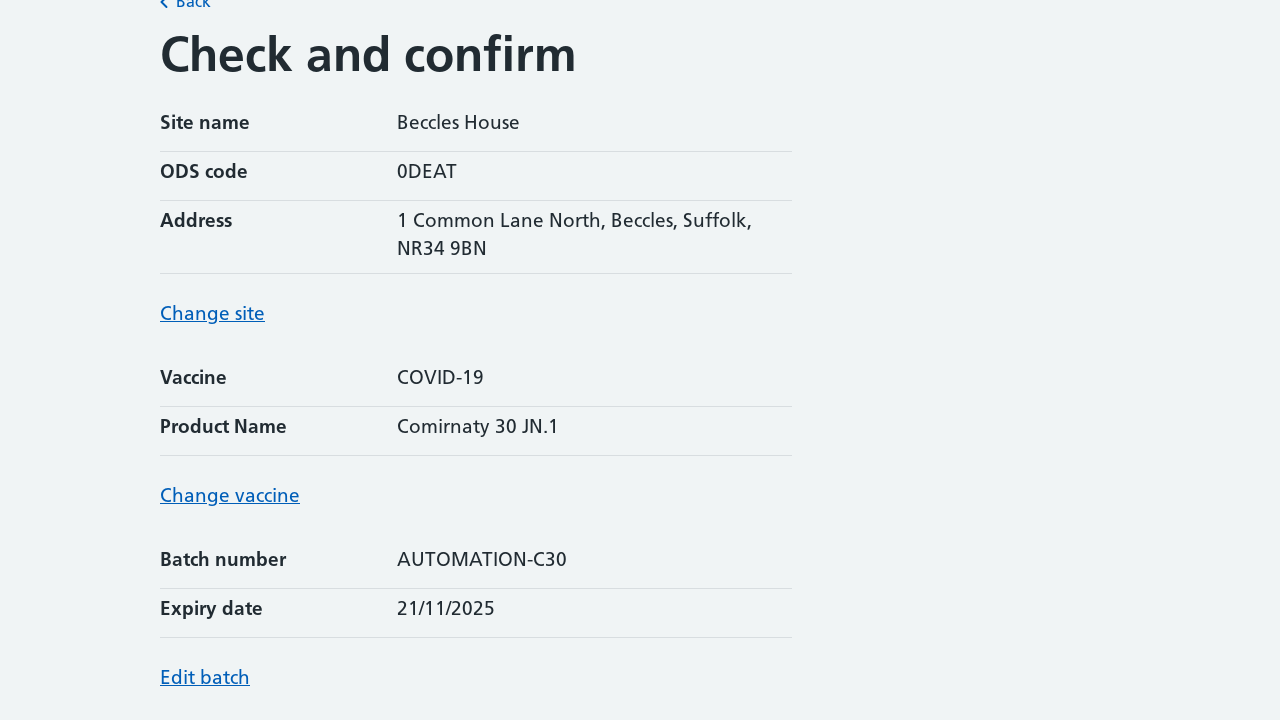 Back
Check and confirm
Site name Beccles House
ODS code 0DEAT
Address 1 Common Lane North, Beccles, Suffolk,
NR34 9BN
Change site
Vaccine COVID-19
Product Name Comirnaty 30 JN.1
Change vaccine
Batch number AUTOMATION-C30
Expiry date 21/11/2025
Edit batch